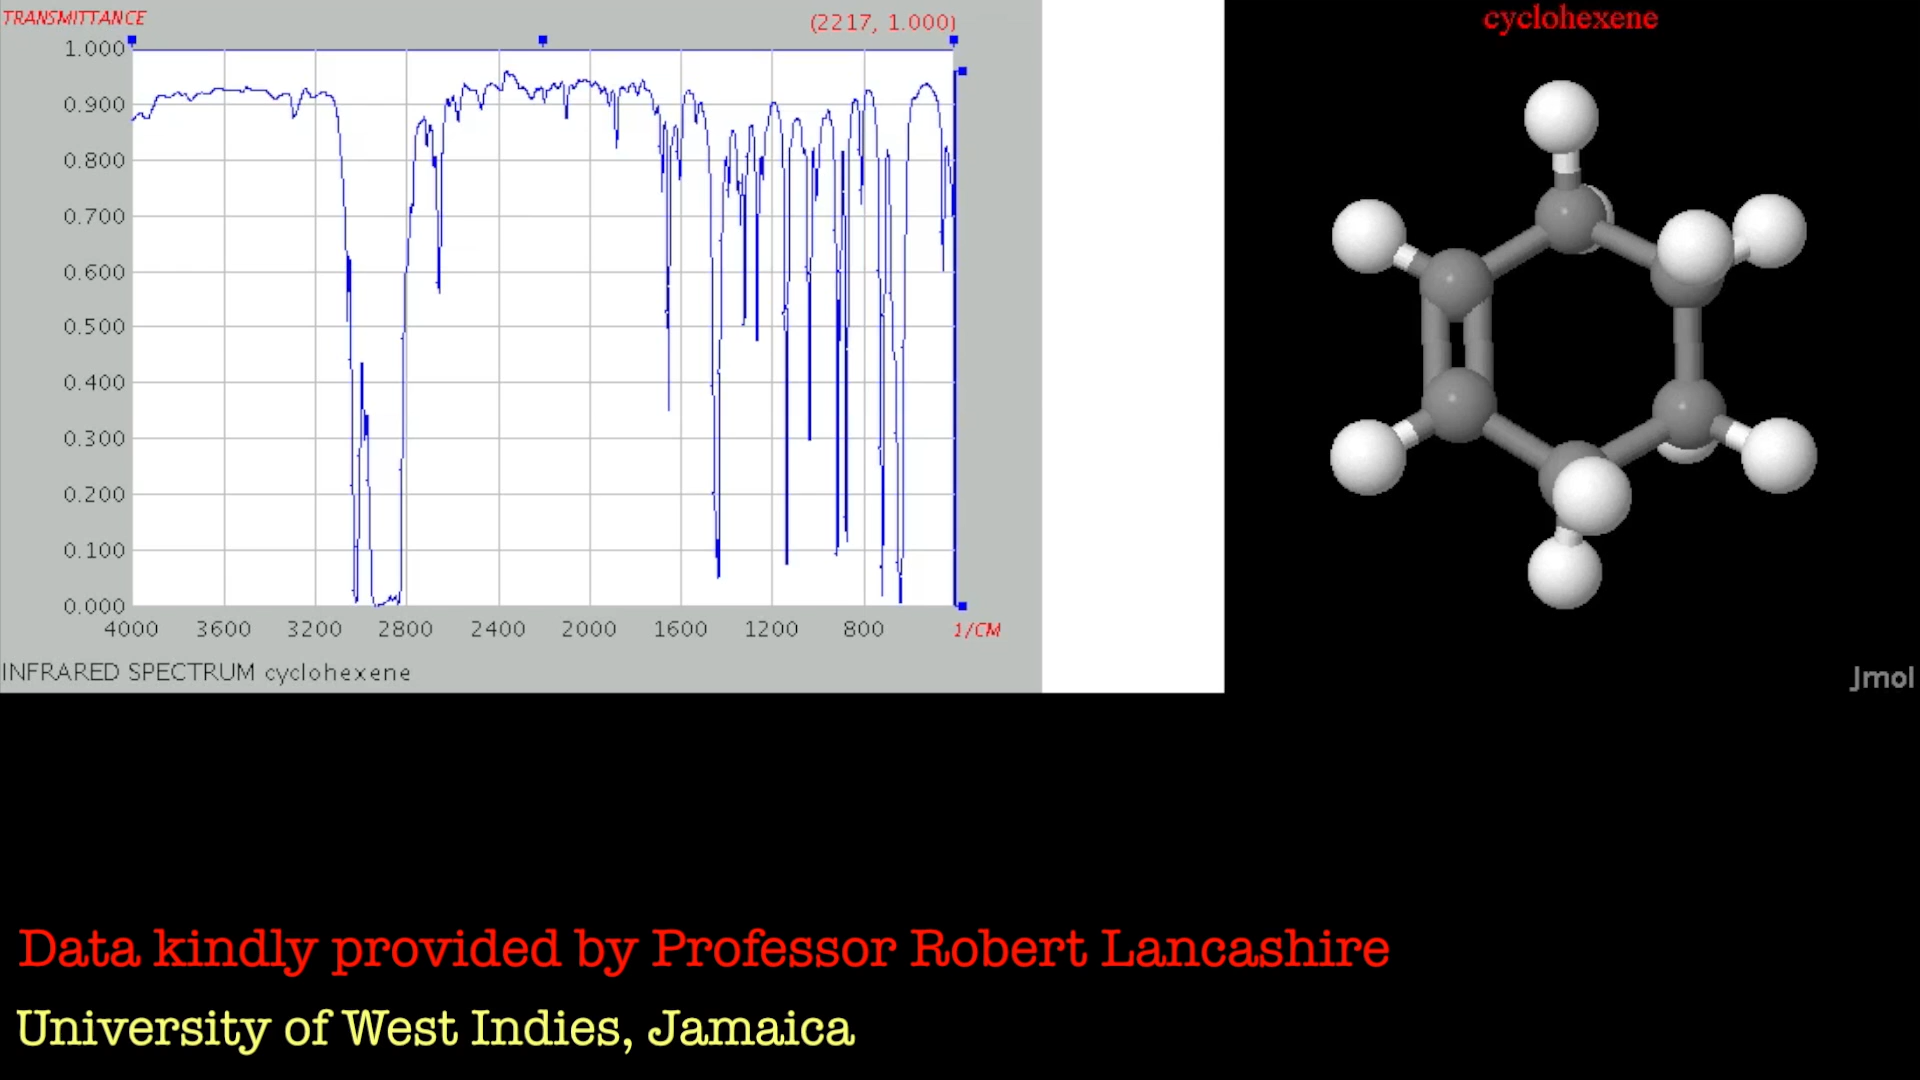 TRANSMITTANCE
(2217, 1.000)
1.000
0.900
0.800
0.700
0.600
0.500
0.400
0.300
0.200
0.100
0.000
4000 3600 3200 2800 2400 2000 1600 1200 800 1/CM
INFRARED SPECTRUM cyclohexene
cyclohexene
Jmol
Data kindly provided by Professor Robert Lancashire
University of West Indies, Jamaica